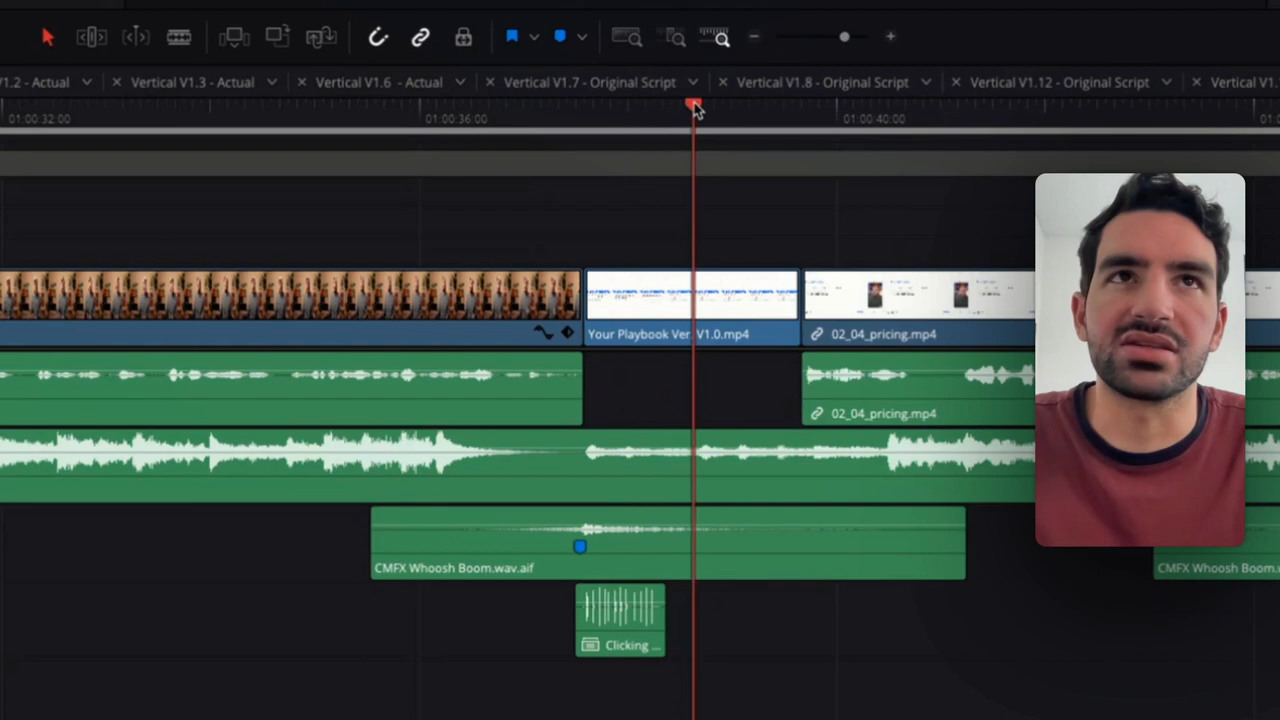 V1.2 - Actual
Vertical V1.3 - Actual
Vertical V1.6 - Actual
Vertical V1.7 - Original Script
Vertical V1.8 - Original Script
Vertical V1.12 - Original Script
Vertical V1.
01:00:32:00
01:00:36:00
01:00:40:00
Your Playbook Ver V1.0.mp4
02_04_pricing.mp4
02_04_pricing.mp4
CMFX Whoosh Boom.wav.aif
CMFX Whoosh Boom.
Clicking ...